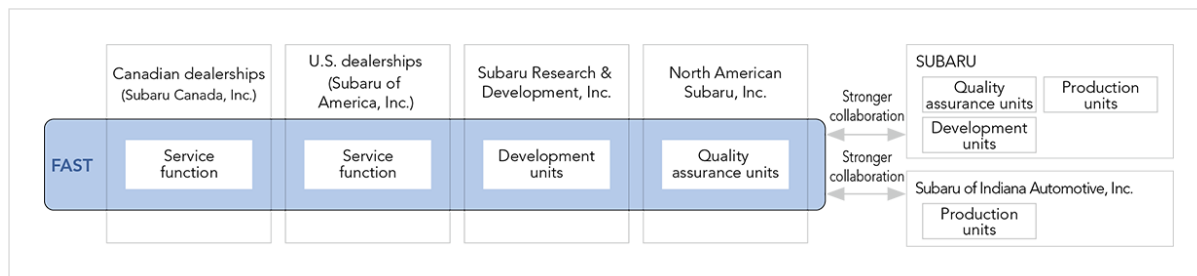 Canadian dealerships
(Subaru Canada, Inc.)
U.S. dealerships
(Subaru of
America, Inc.)
Subaru Research &
Development, Inc.
North American
Subaru, Inc.
FAST
Service
function
Service
function
Development
units
Quality
assurance units
Stronger
collaboration
Stronger
collaboration
SUBARU
Quality
assurance units
Production
units
Development
units
Subaru of Indiana Automotive, Inc.
Production
units